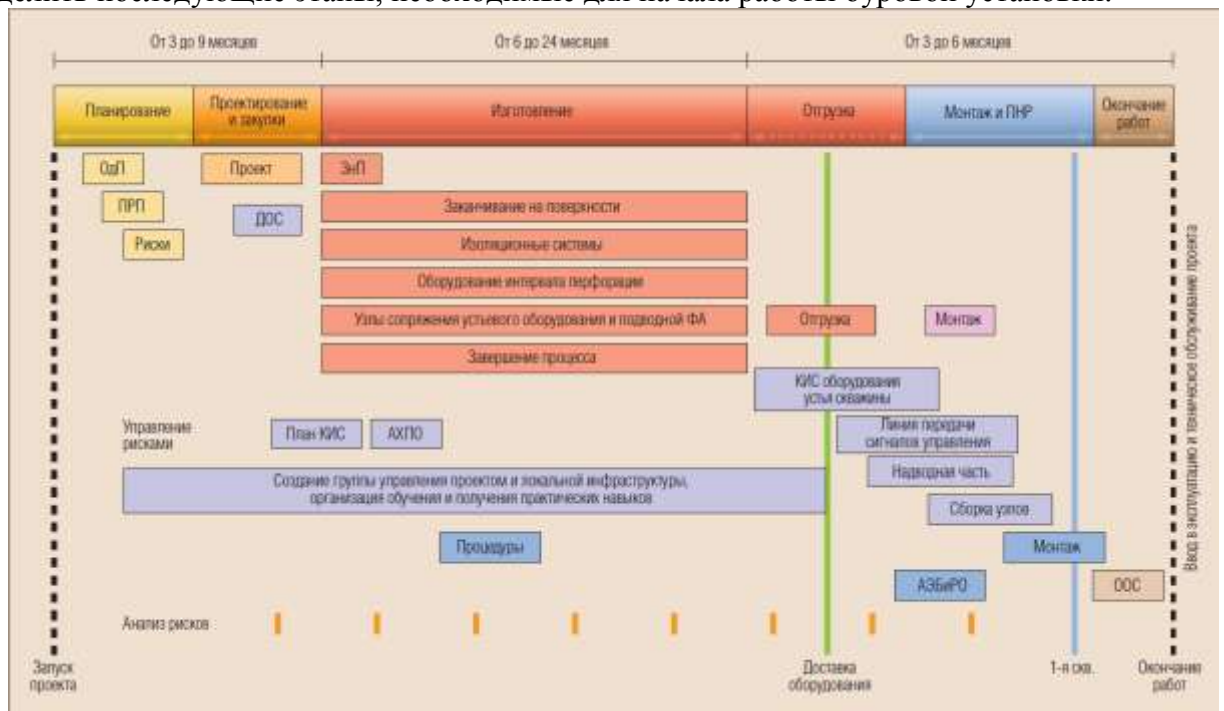 От 3 до 9 месяцев
От 6 до 24 месяцев
От 3 до 6 месяцев
Планирование
Проектирование
и закупки
Изготовление
Отгрузка
Монтаж и ПНР
Окончание
работ
ОдП
Проект
ЗнП
ПРП
ДОС
Заканчивание на поверхности
Риски
Изоляционные системы
Оборудование интервала перфорации
Узлы сопряжения устьевого оборудования и подводной ФА
Отгрузка
Монтаж
Завершение процесса
КИС оборудования
устья скважины
Управление
рисками
План КИС
АХПО
Линия передачи
сигналов управления
Надводная часть
Создание группы управления проектом и локальной инфраструктуры,
организация обучения и получения практических навыков
Сборка узлов
Процедуры
Монтаж
АЭБиРО
ООС
Анализ рисков
Ввод в эксплуатацию и техническое обслуживание проекта
Запуск
проекта
Доставка
оборудования
1-я скв.
Окончание
работ